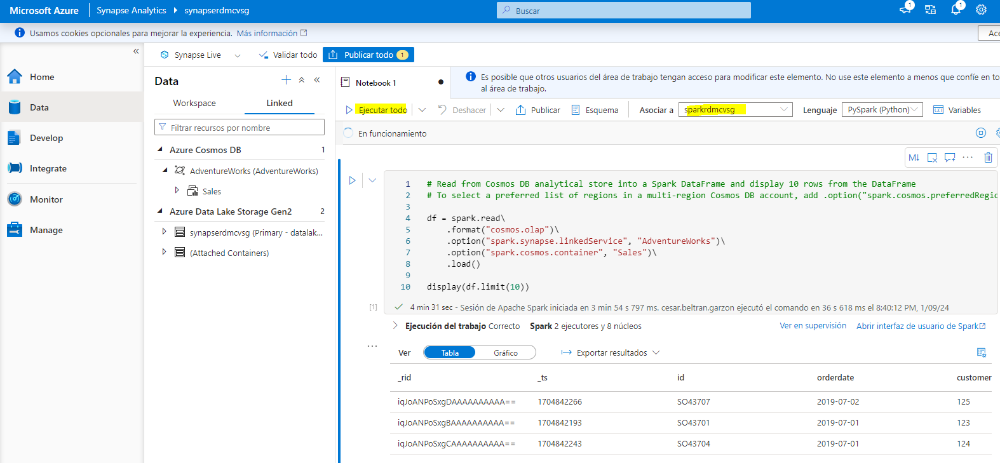 Microsoft Azure
Synapse Analytics
synapserdmcvsg
Buscar
1
1
Usamos cookies opcionales para mejorar la experiencia. Más información
Ace
Home
Data
Develop
Integrate
Monitor
Manage
Synapse Live
Validar todo
Publicar todo 1
Data
Workspace
Linked
Filtrar recursos por nombre
Azure Cosmos DB 1
AdventureWorks (AdventureWorks)
Sales
Azure Data Lake Storage Gen2 2
synapserdmcvsg (Primary - datalak...
(Attached Containers)
Notebook 1
Es posible que otros usuarios del área de trabajo tengan acceso para modificar este elemento. No use este elemento a menos que confíe en to
al área de trabajo.
Ejecutar todo
Deshacer
Publicar
Esquema
Asociar a
sparkrdmcvsg
Lenguaje
PySpark (Python)
Variables
En funcionamiento
M↓
...
1 # Read from Cosmos DB analytical store into a Spark DataFrame and display 10 rows from the DataFrame
2 # To select a preferred list of regions in a multi-region Cosmos DB account, add .option("spark.cosmos.preferredRegio
3
4 df = spark.read\
5 .format("cosmos.olap")\
6 .option("spark.synapse.linkedService", "AdventureWorks")\
7 .option("spark.cosmos.container", "Sales")\
8 .load()
9
10 display(df.limit(10))
[1] 4 min 31 sec - Sesión de Apache Spark iniciada en 3 min 54 s 797 ms. cesar.beltran.garzon ejecutó el comando en 36 s 618 ms el 8:40:12 PM, 1/09/24
Ejecución del trabajo Correcto Spark 2 ejecutores y 8 núcleos
Ver en supervisión
Abrir interfaz de usuario de Spark
...
Ver
Tabla
Gráfico
Exportar resultados
_rid _ts id orderdate customer
iqJoANPoSxgDAAAAAAAAAA== 1704842266 SO43707 2019-07-02 125
iqJoANPoSxgBAAAAAAAAAA== 1704842193 SO43701 2019-07-01 123
iqJoANPoSxgCAAAAAAAAAA== 1704842243 SO43704 2019-07-01 124